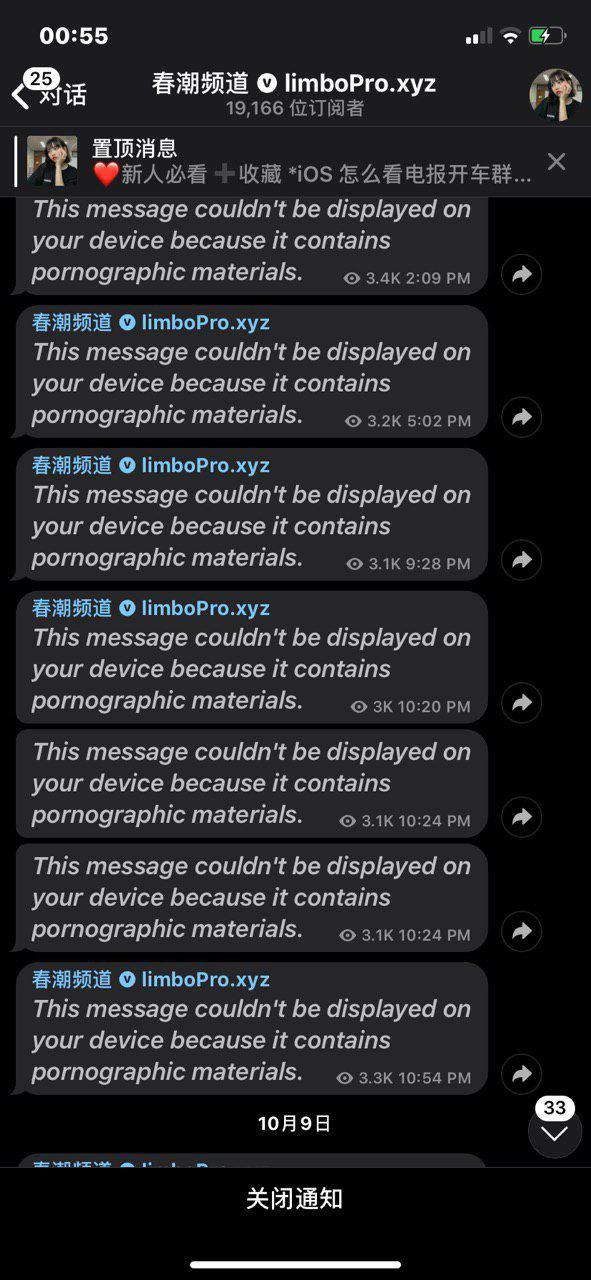 00:55
25
对话
春潮频道 V limboPro.xyz
19,166 位订阅者
置顶消息
❤️新人必看 ➕收藏 *iOS 怎么看电报开车群...
This message couldn't be displayed on
your device because it contains
pornographic materials. 3.4K 2:09 PM
春潮频道 V limboPro.xyz
This message couldn't be displayed on
your device because it contains
pornographic materials. 3.2K 5:02 PM
春潮频道 V limboPro.xyz
This message couldn't be displayed on
your device because it contains
pornographic materials. 3.1K 9:28 PM
春潮频道 V limboPro.xyz
This message couldn't be displayed on
your device because it contains
pornographic materials. 3K 10:20 PM
This message couldn't be displayed on
your device because it contains
pornographic materials. 3.1K 10:24 PM
This message couldn't be displayed on
your device because it contains
pornographic materials. 3.1K 10:24 PM
春潮频道 V limboPro.xyz
This message couldn't be displayed on
your device because it contains
pornographic materials. 3.3K 10:54 PM
10月9日
33
关闭通知